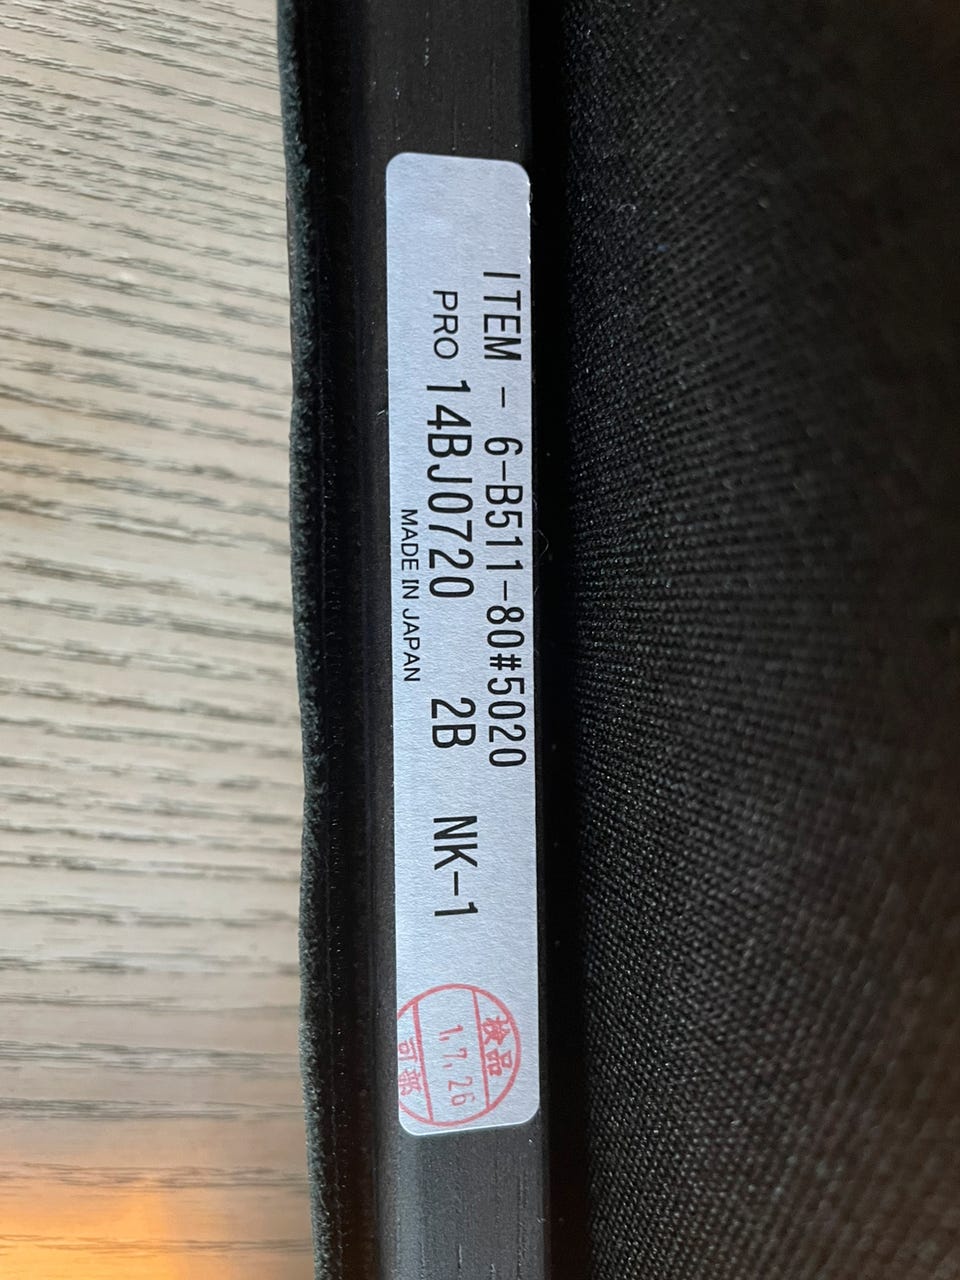 ITEM - 6-B511-80#5020
PRO 14BJ0720 2B NK-1
MADE IN JAPAN
検品
1.7.26